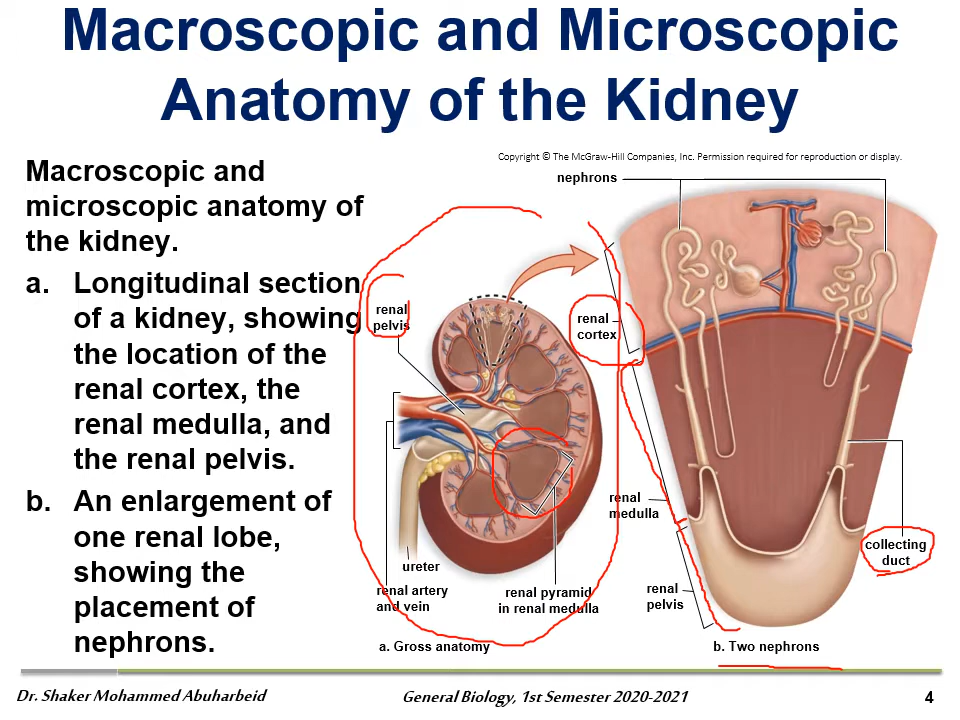 Macroscopic and Microscopic
Anatomy of the Kidney
Macroscopic and
microscopic anatomy of
the kidney.
a. Longitudinal section
of a kidney, showing
the location of the
renal cortex, the
renal medulla, and
the renal pelvis.
b. An enlargement of
one renal lobe,
showing the
placement of
nephrons.
Copyright © The McGraw-Hill Companies, Inc. Permission required for reproduction or display.
nephrons
renal
pelvis
renal
cortex
renal
medulla
collecting
duct
ureter
renal artery
and vein
renal pyramid
in renal medulla
renal
pelvis
a. Gross anatomy
b. Two nephrons
Dr. Shaker Mohammed Abuharbeid
General Biology, 1st Semester 2020-2021
4